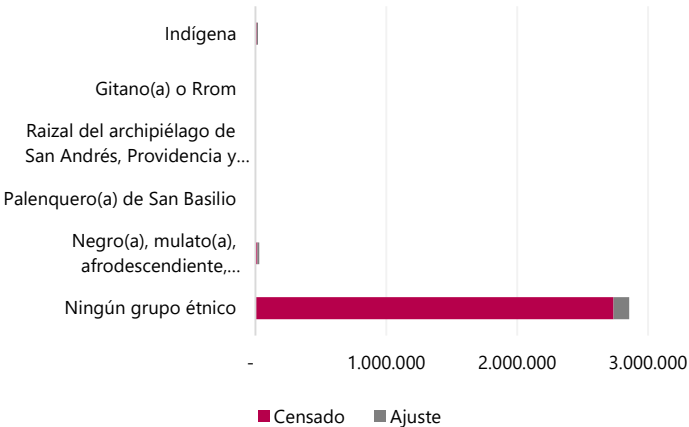 Indígena
Gitano(a) o Rrom
Raizal del archipiélago de
San Andrés, Providencia y...
Palenquero(a) de San Basilio
Negro(a), mulato(a),
afrodescendiente,...
Ningún grupo étnico
- 1.000.000 2.000.000 3.000.000
Censado Ajuste